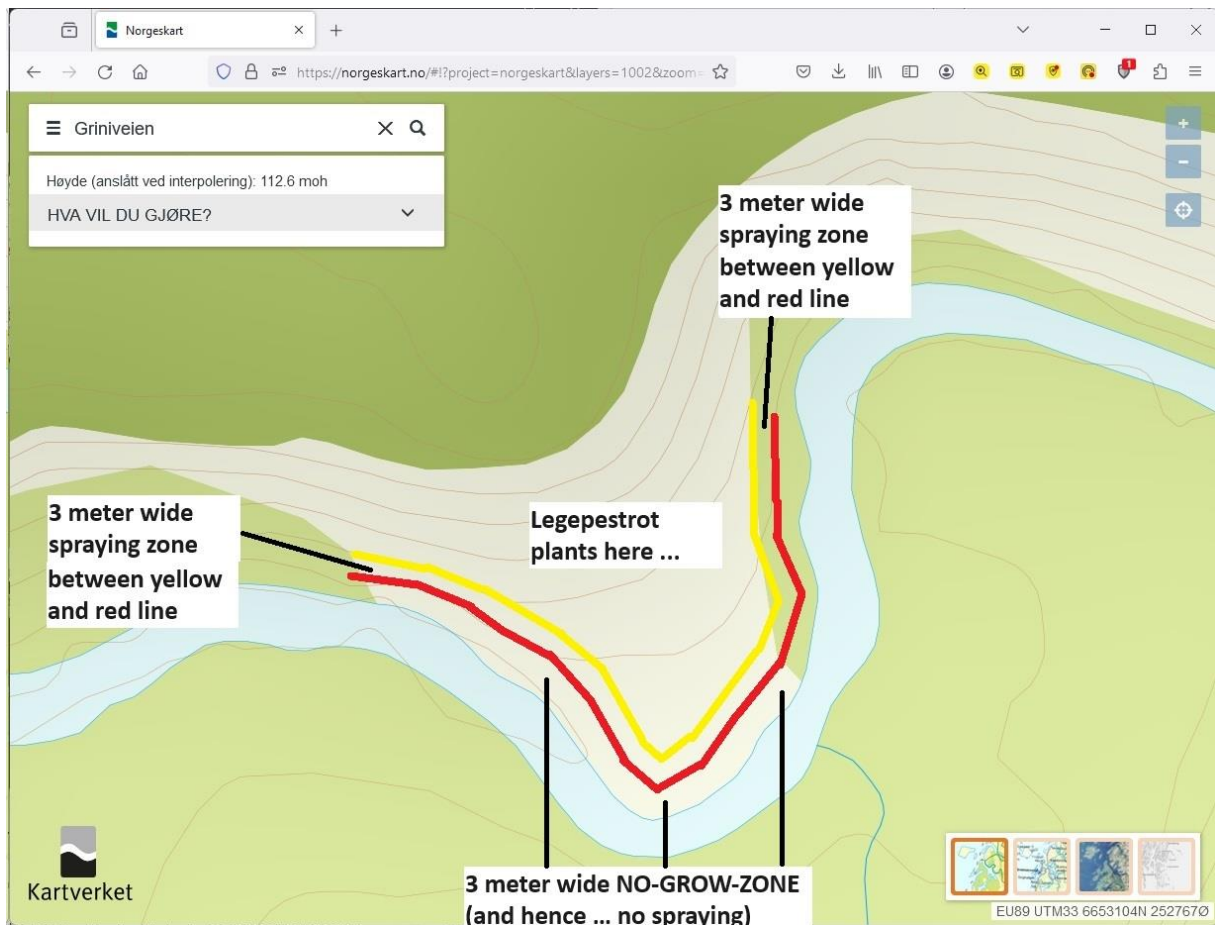 Norgeskart
https://norgeskart.no/#!?project=norgeskart&layers=1002&zoom=
1
Griniveien
Høyde (anslått ved interpolering): 112.6 moh
HVA VIL DU GJØRE?
3 meter wide
spraying zone
between yellow
and red line
3 meter wide
spraying zone
between yellow
and red line
Legepestrot
plants here ...
3 meter wide NO-GROW-ZONE
(and hence ... no spraying)
Kartverket
EU89 UTM33 6653104N 252767Ø